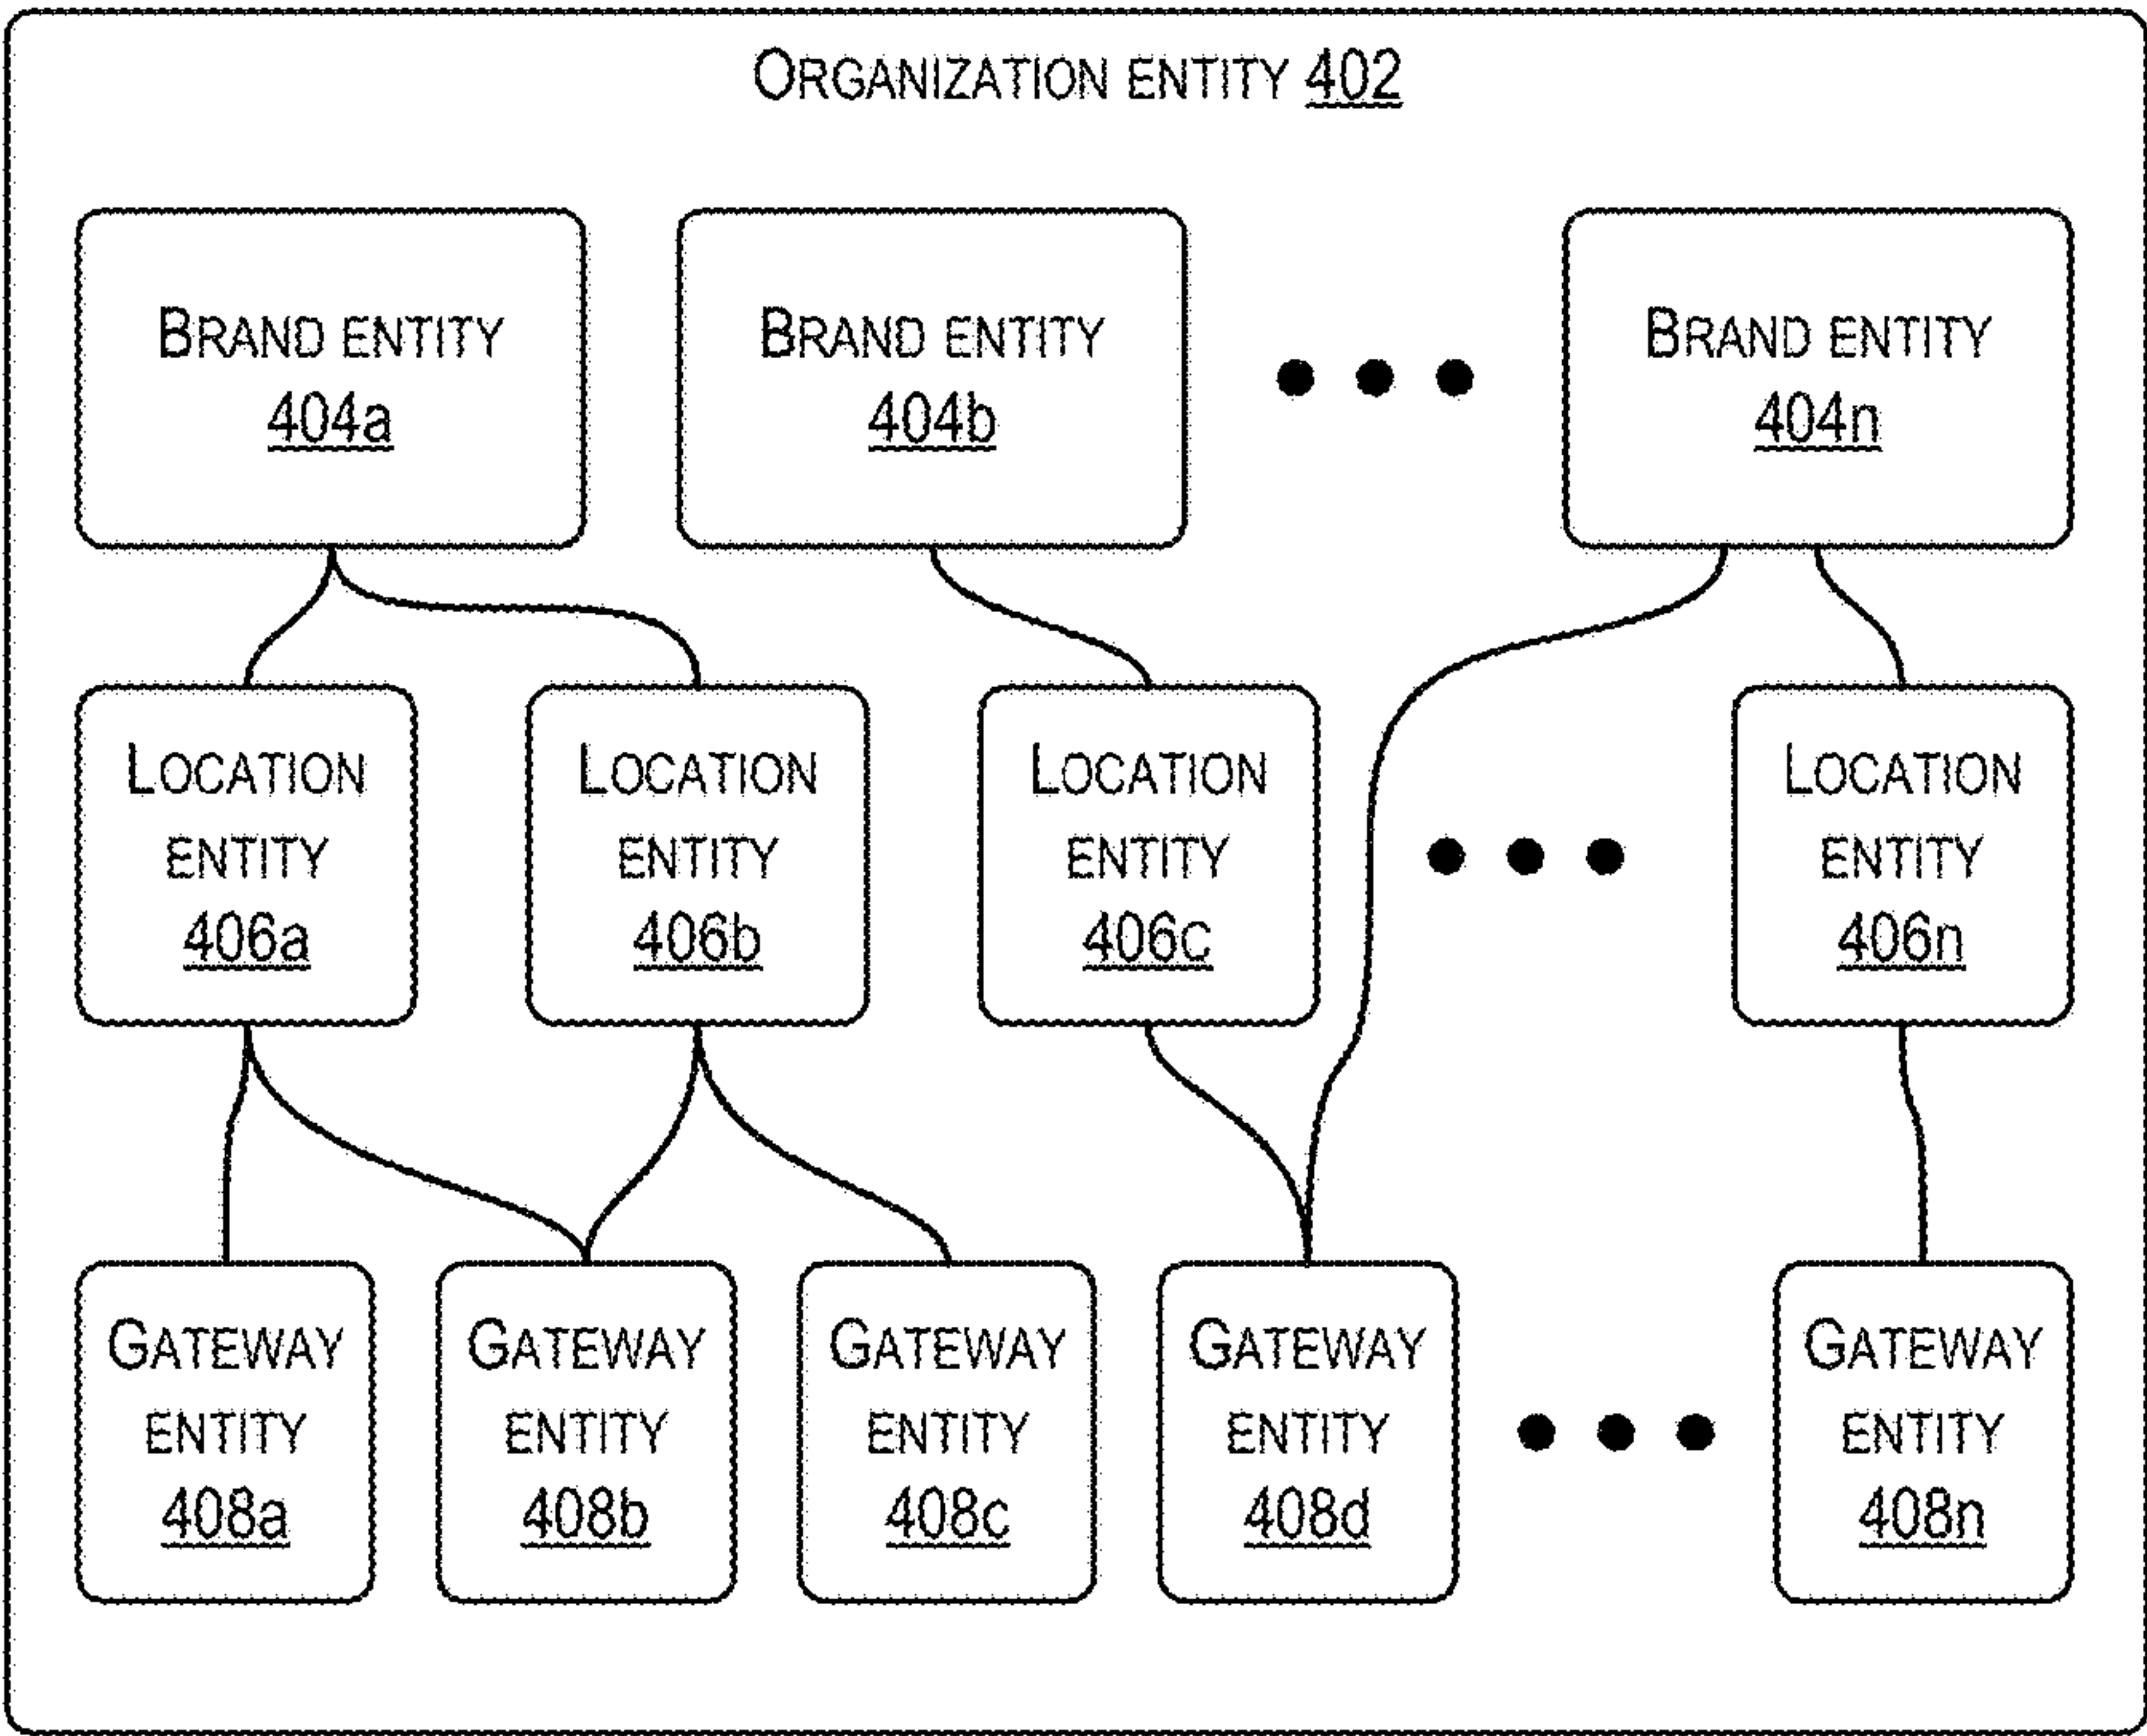 ORGANIZATION ENTITY 402
BRAND ENTITY
404a
BRAND ENTITY
404b
BRAND ENTITY
404n
LOCATION
ENTITY
406a
LOCATION
ENTITY
406b
LOCATION
ENTITY
406c
LOCATION
ENTITY
406n
GATEWAY
ENTITY
408a
GATEWAY
ENTITY
408b
GATEWAY
ENTITY
408c
GATEWAY
ENTITY
408d
GATEWAY
ENTITY
408n